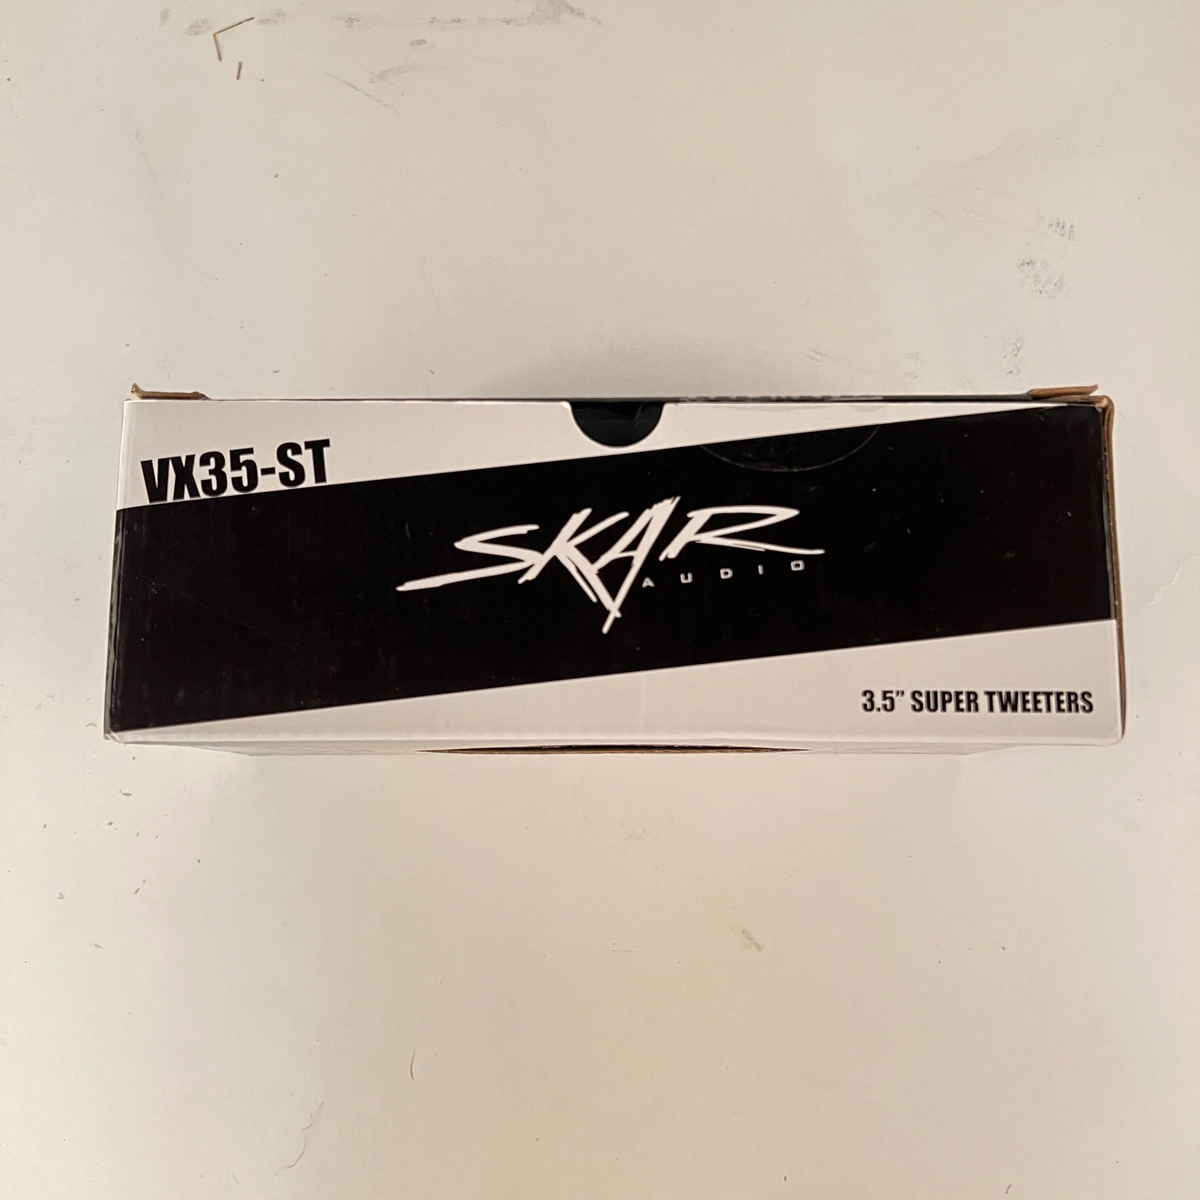 VX35-ST
SKAR
AUDIO
3.5” SUPER TWEETERS